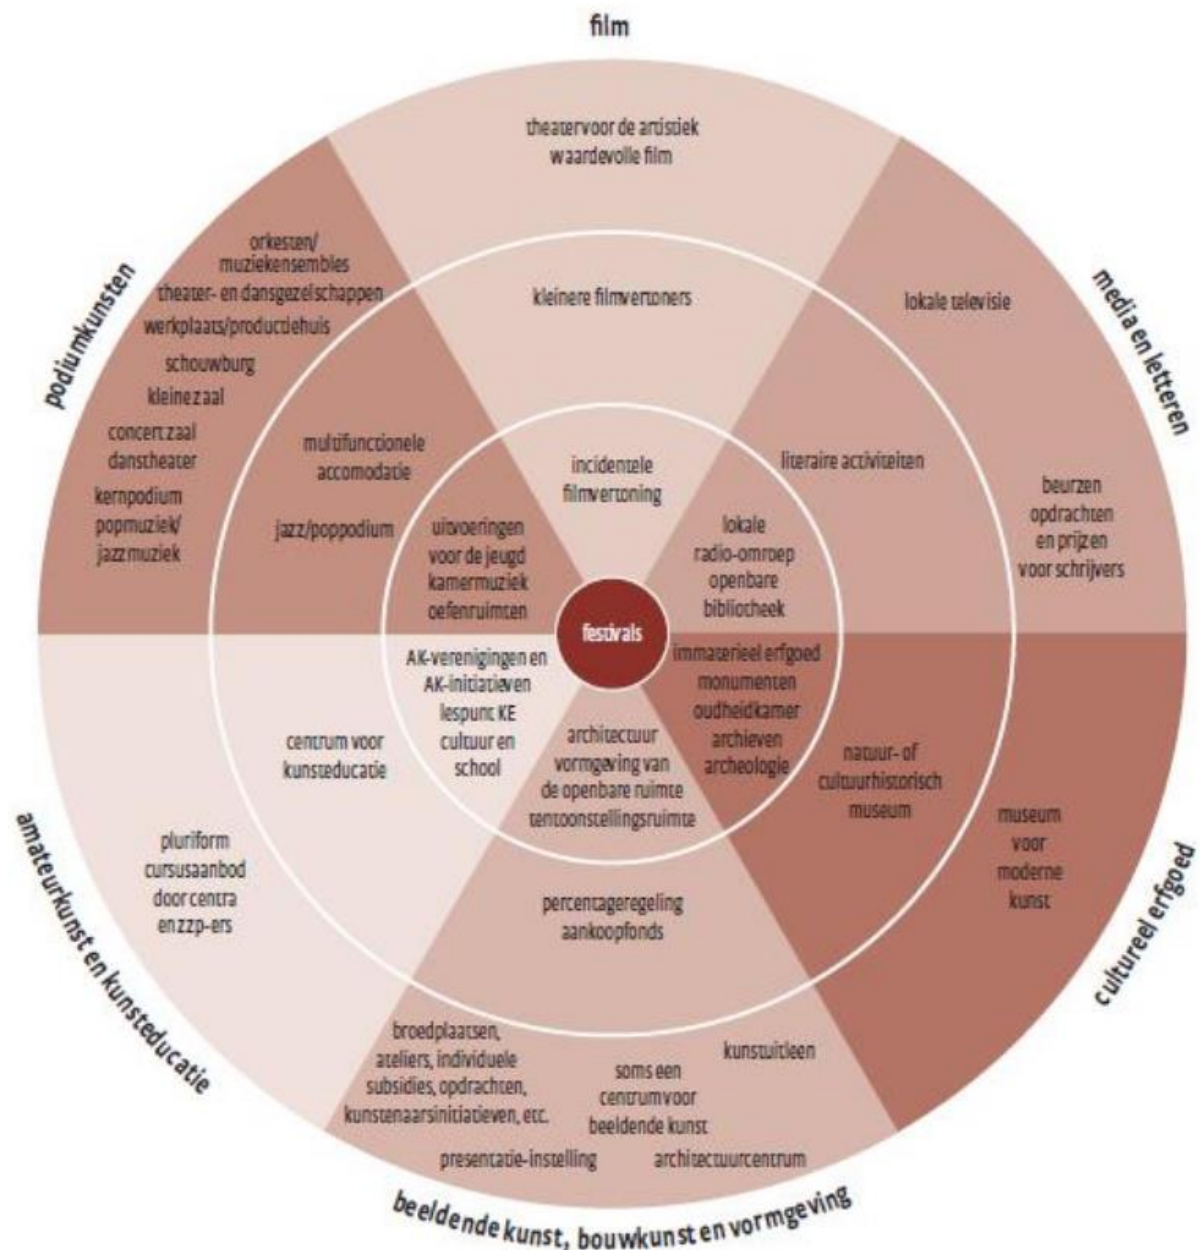 film
theater voor de artistiek
waardevolle film
kleinere filmvertoners
incidentele
filmvertoning
media en letteren
lokale televisie
beurzen
opdrachten
en prijzen
voor schrijvers
literaire activiteiten
lokale
radio-omroep
openbare
bibliotheek
cultureel erfgoed
immaterieel erfgoed
monumenten
oudheidkamer
archieven
archeologie
natuur- of
cultuurhistorisch
museum
museum
voor
moderne
kunst
beeldende kunst, bouwkunst en vormgeving
architectuur
vormgeving van
de openbare ruimte
tentoonstellingsruimte
percentageregeling
aankoopfonds
broedplaatsen,
ateliers, individuele
subsidies, opdrachten,
kunstenaarsinitiatieven, etc.
soms een
centrum voor
beeldende kunst
kunstuitleen
presentatie-instelling
architectuurcentrum
amateurkunst en kunsteducatie
AK-verenigingen en
AK-initiatieven
lespunt KE
cultuur en
school
centrum voor
kunsteducatie
pluriform
cursusaanbod
door centra
en zzp-ers
podiumkunsten
orkesten/
muziekensembles
theater- en dansgezelschappen
werkplaats/productiehuis
schouwburg
kleine zaal
concertzaal
danstheater
kernpodium
popmuziek/
jazzmuziek
multifunctionele
accomodatie
jazz/poppodium
uitvoeringen
voor de jeugd
kamermuziek
oefenruimten
festivals